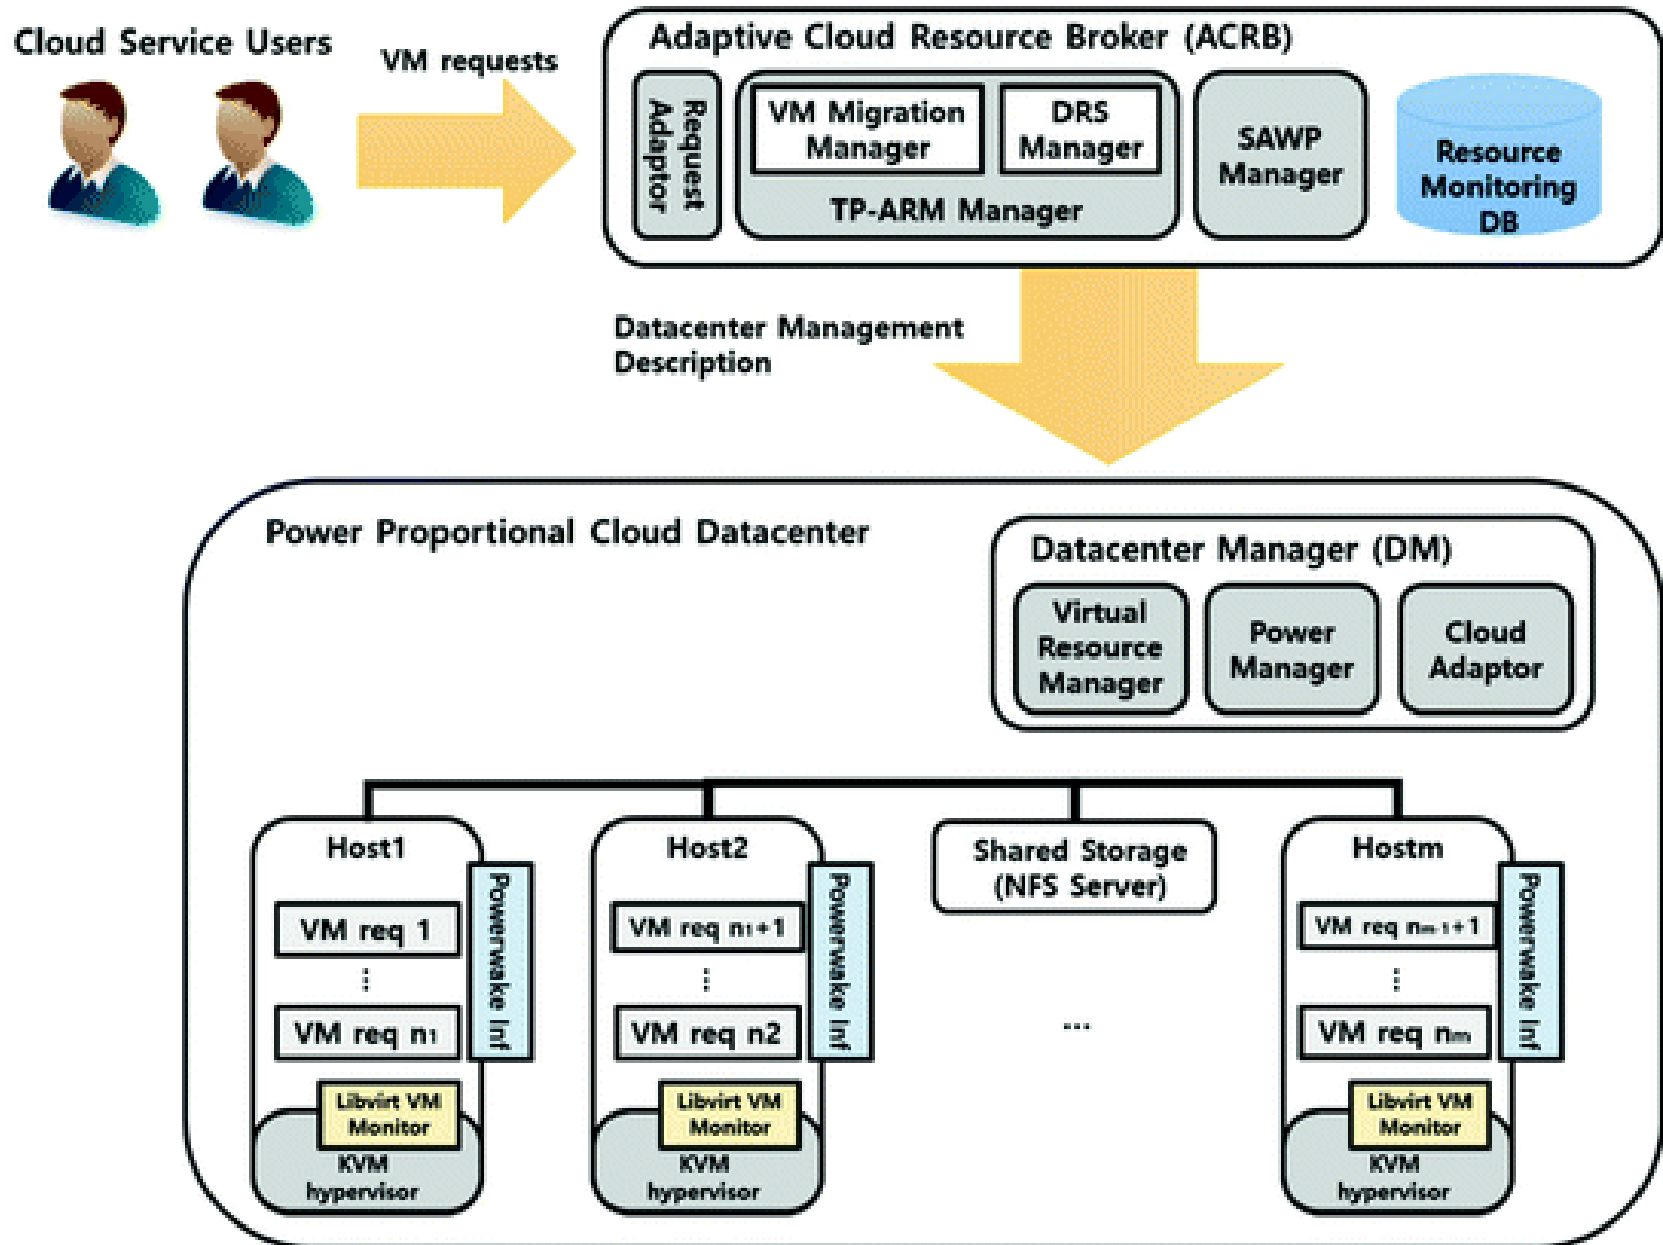 Cloud Service Users
VM requests
Adaptive Cloud Resource Broker (ACRB)
Request
Adaptor
VM Migration
Manager
DRS
Manager
TP-ARM Manager
SAWP
Manager
Resource
Monitoring
DB
Datacenter Management
Description
Power Proportional Cloud Datacenter
Datacenter Manager (DM)
Virtual
Resource
Manager
Power
Manager
Cloud
Adaptor
Host1
VM req 1
⋮
VM req n₁
Powerwake Inf
Libvirt VM
Monitor
KVM
hypervisor
Host2
VM req n₁+1
⋮
VM req n2
Powerwake Inf
Libvirt VM
Monitor
KVM
hypervisor
Shared Storage
(NFS Server)
...
Hostm
VM req nₘ₋₁+1
⋮
VM req nₘ
Powerwake Inf
Libvirt VM
Monitor
KVM
hypervisor